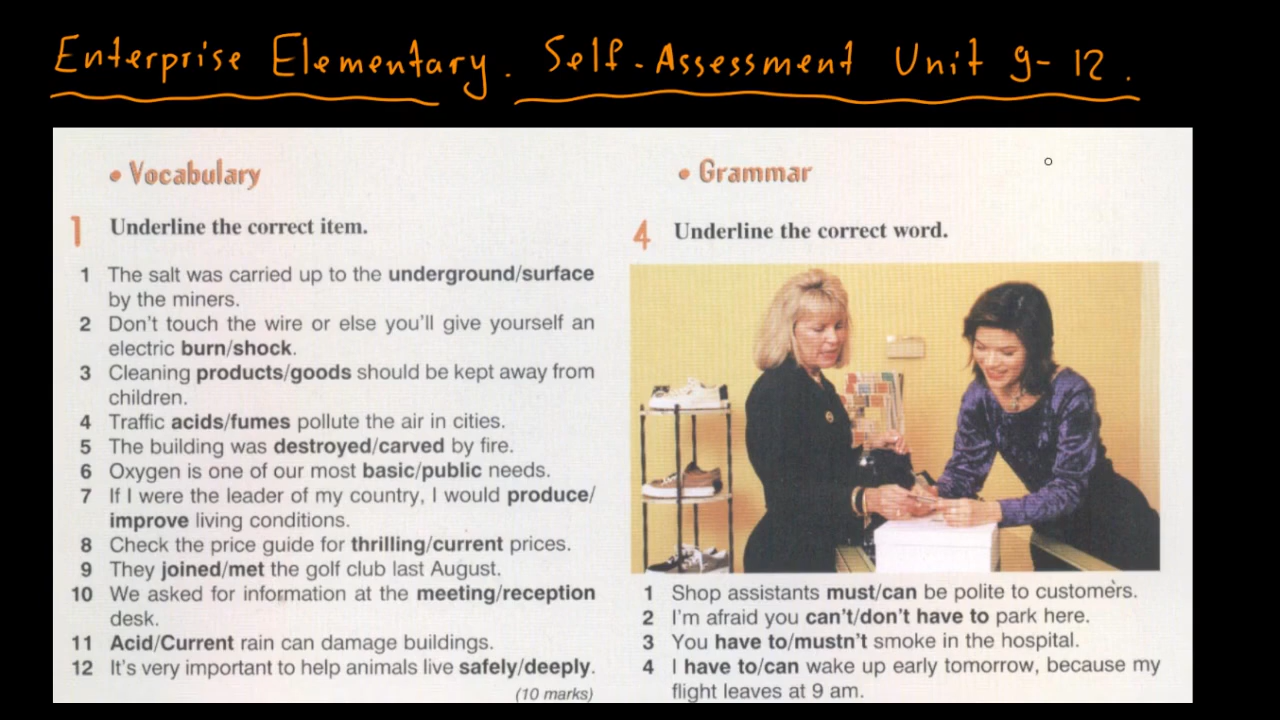 Enterprise Elementary. Self-Assessment Unit 9-12.
• Vocabulary
1 Underline the correct item.
1 The salt was carried up to the underground/surface
by the miners.
2 Don't touch the wire or else you'll give yourself an
electric burn/shock.
3 Cleaning products/goods should be kept away from
children.
4 Traffic acids/fumes pollute the air in cities.
5 The building was destroyed/carved by fire.
6 Oxygen is one of our most basic/public needs.
7 If I were the leader of my country, I would produce/
improve living conditions.
8 Check the price guide for thrilling/current prices.
9 They joined/met the golf club last August.
10 We asked for information at the meeting/reception
desk.
11 Acid/Current rain can damage buildings.
12 It's very important to help animals live safely/deeply.
(10 marks)
• Grammar
4 Underline the correct word.
1 Shop assistants must/can be polite to customers.
2 I'm afraid you can't/don't have to park here.
3 You have to/mustn't smoke in the hospital.
4 I have to/can wake up early tomorrow, because my
flight leaves at 9 am.